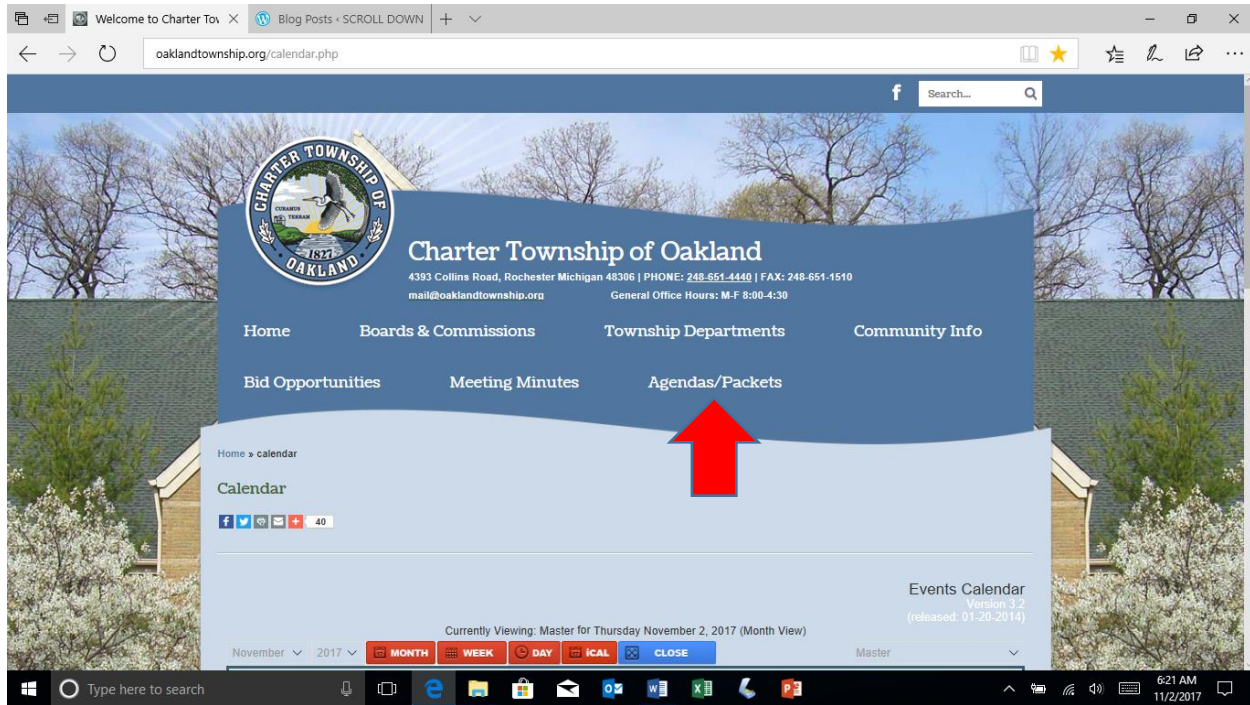 Welcome to Charter Tov
Blog Posts ‹ SCROLL DOWN
oaklandtownship.org/calendar.php
f Search...
CHARTER TOWNSHIP OF
CURAMUS
TERRAM
1827
OAKLAND
Charter Township of Oakland
4393 Collins Road, Rochester Michigan 48306 | PHONE: 248-651-4440 | FAX: 248-651-1510
mail@oaklandtownship.org General Office Hours: M-F 8:00-4:30
Home Boards & Commissions Township Departments Community Info
Bid Opportunities Meeting Minutes Agendas/Packets
Home » calendar
Calendar
40
Events Calendar
Version 3.2
(released: 01-20-2014)
Currently Viewing: Master for Thursday November 2, 2017 (Month View)
November 2017 MONTH WEEK DAY iCAL CLOSE Master
Type here to search
6:21 AM
11/2/2017